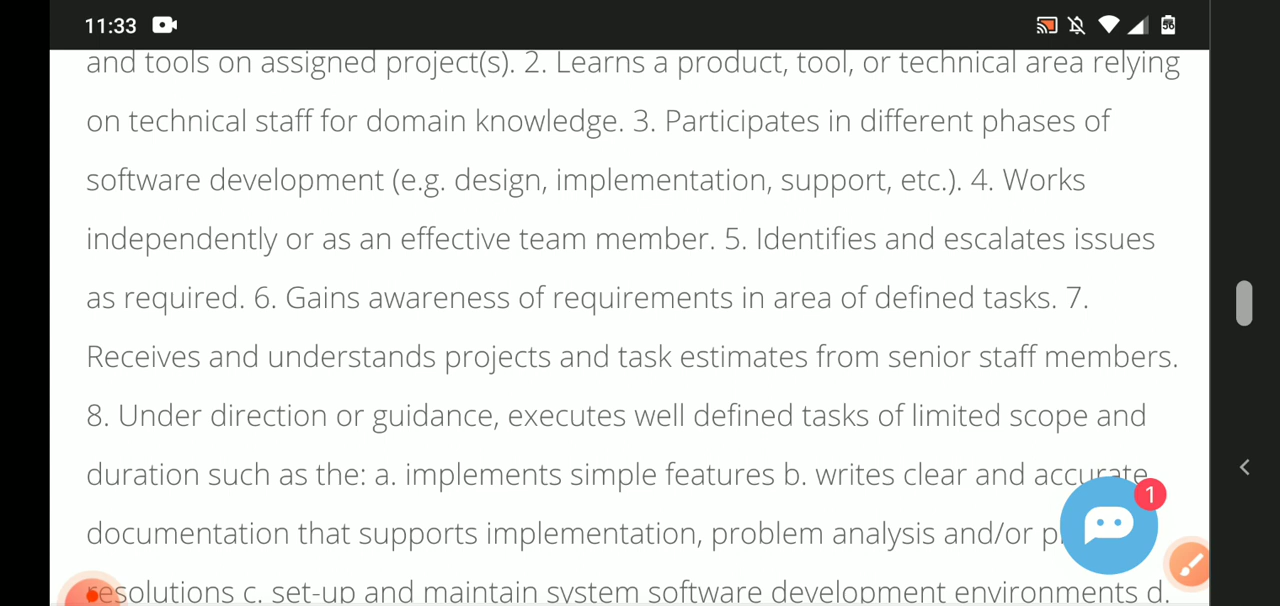 11:33
56
and tools on assigned project(s). 2. Learns a product, tool, or technical area relying
on technical staff for domain knowledge. 3. Participates in different phases of
software development (e.g. design, implementation, support, etc.). 4. Works
independently or as an effective team member. 5. Identifies and escalates issues
as required. 6. Gains awareness of requirements in area of defined tasks. 7.
Receives and understands projects and task estimates from senior staff members.
8. Under direction or guidance, executes well defined tasks of limited scope and
duration such as the: a. implements simple features b. writes clear and accurate
1
documentation that supports implementation, problem analysis and/or
resolutions c. set-up and maintain system software development environments d.